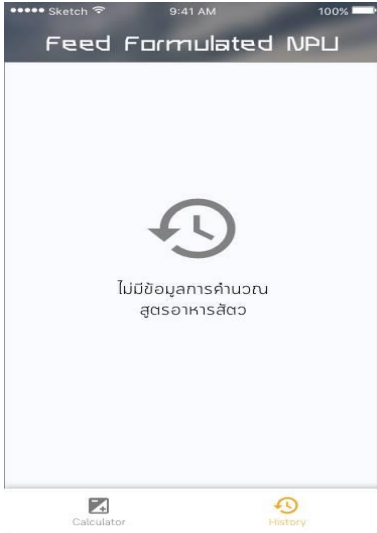 Sketch 9:41 AM 100%
Feed Formulated NPU
ไม่มีข้อมูลการคำนวณ
สูตรอาหารสัตว
Calculator History